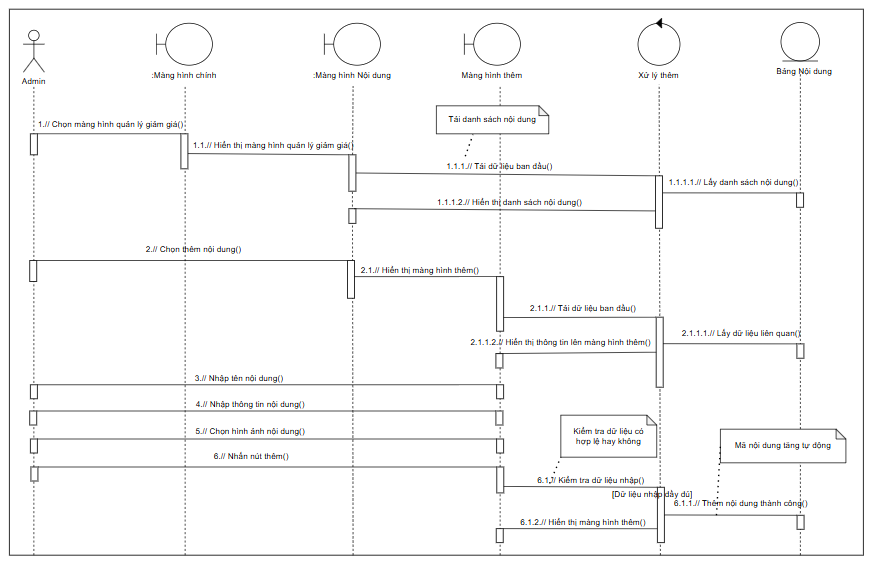 Admin
:Màng hình chính
:Màng hình Nội dung
Màng hình thêm
Xử lý thêm
Bảng Nội dung
Tải danh sách nội dung
1.// Chọn màng hình quản lý giảm giá()
1.1.// Hiển thị màng hình quản lý giảm giá()
1.1.1.// Tải dữ liệu ban đầu()
1.1.1.1.// Lấy danh sách nội dung()
1.1.1.2.// Hiển thị danh sách nội dung()
2.// Chọn thêm nội dung()
2.1.// Hiển thị màng hình thêm()
2.1.1.// Tải dữ liệu ban đầu()
2.1.1.1.// Lấy dữ liệu liên quan()
2.1.1.2.// Hiển thị thông tin lên màng hình thêm()
3.// Nhập tên nội dung()
4.// Nhập thông tin nội dung()
5.// Chọn hình ảnh nội dung()
Kiểm tra dữ liệu có
hợp lệ hay không
Mã nội dung tăng tự động
6.// Nhấn nút thêm()
6.1.// Kiểm tra dữ liệu nhập()
[Dữ liệu nhập đầy đủ]
6.1.1.// Thêm nội dung thành công()
6.1.2.// Hiển thị màng hình thêm()